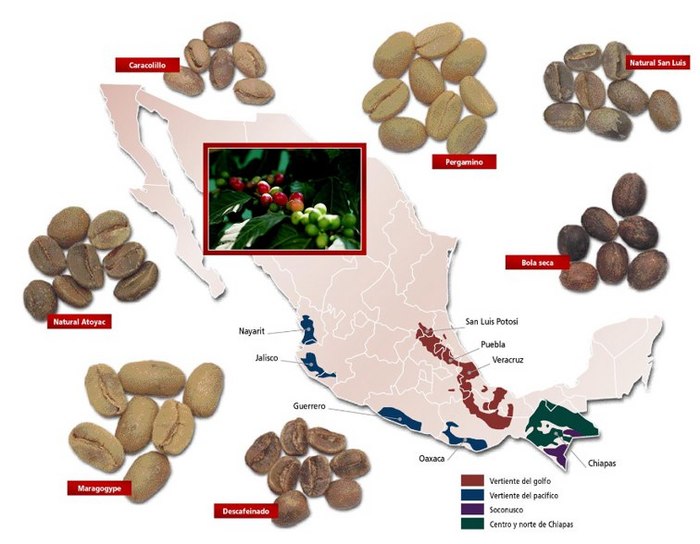 Caracolillo
Pergamino
Natural San Luis
Bola seca
Natural Atoyac
Maragogype
Descafeinado
Nayarit
Jalisco
Guerrero
Oaxaca
San Luis Potosi
Puebla
Veracruz
Chiapas
Vertiente del golfo
Vertiente del pacífico
Soconusco
Centro y norte de Chiapas